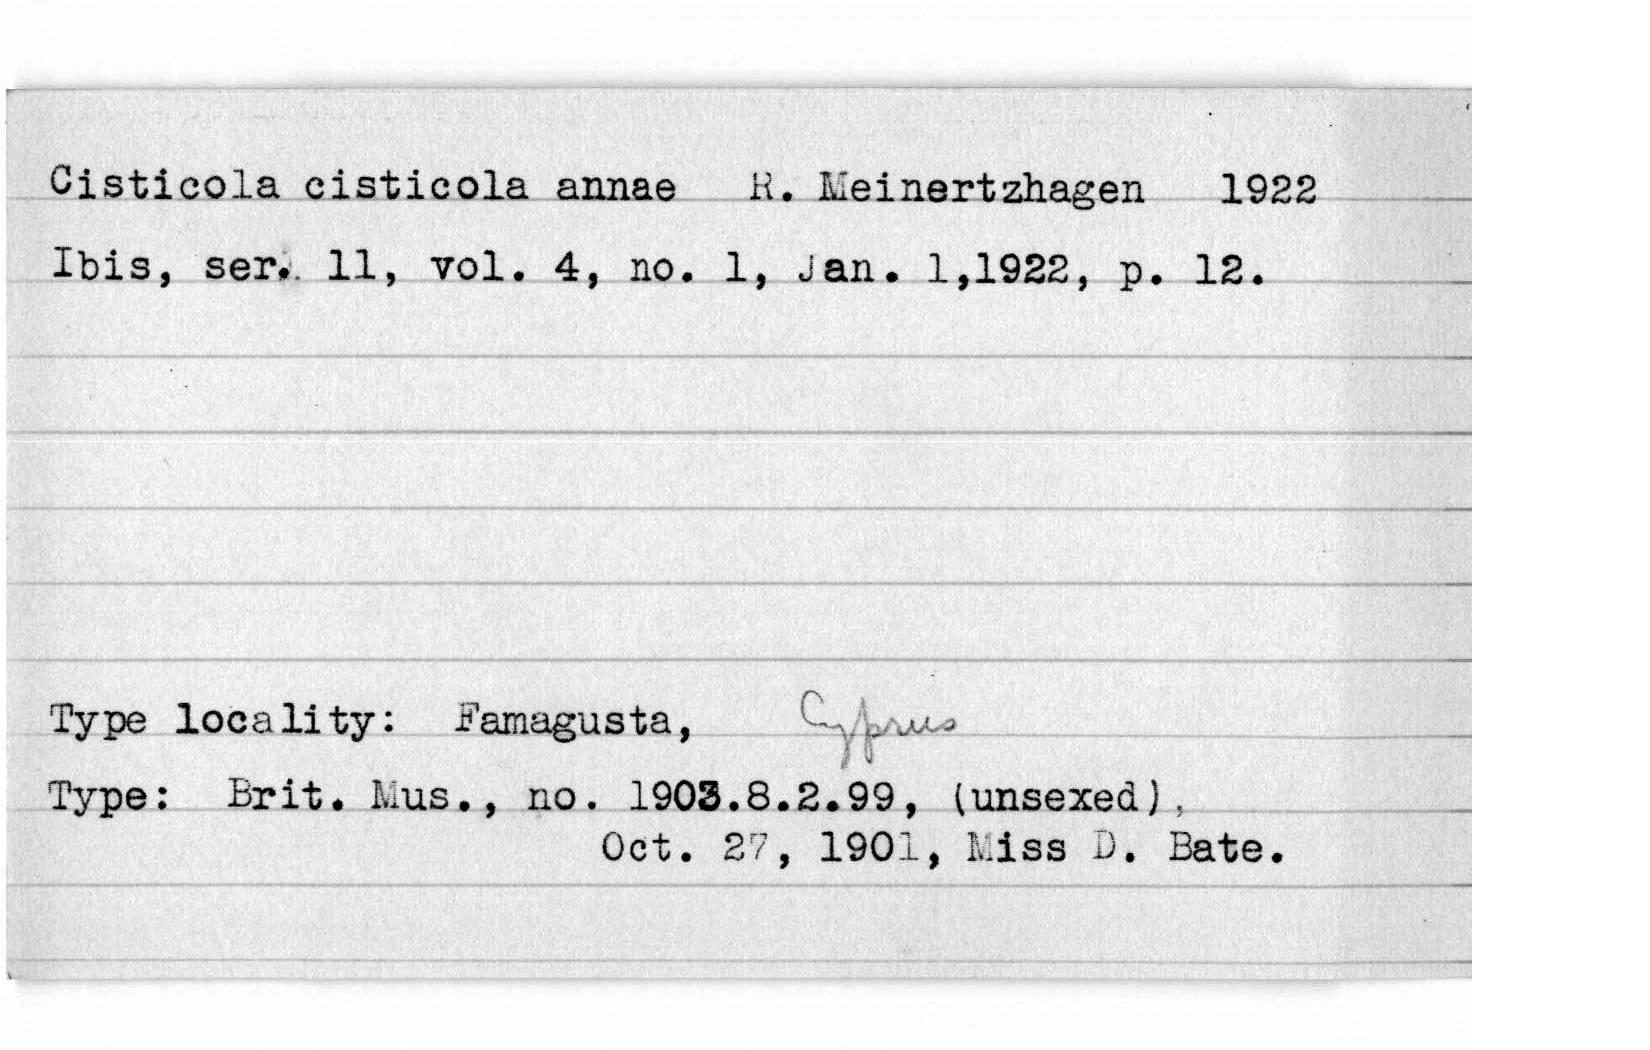 Cisticola cisticola annae R. Meinertzhagen 1922
Ibis, ser. 11, vol. 4, no. 1, Jan. 1,1922, p. 12.
Type locality: Famagusta, Cyprus
Type: Brit. Mus., no. 1903.8.2.99, (unsexed),
Oct. 27, 1901, Miss D. Bate.